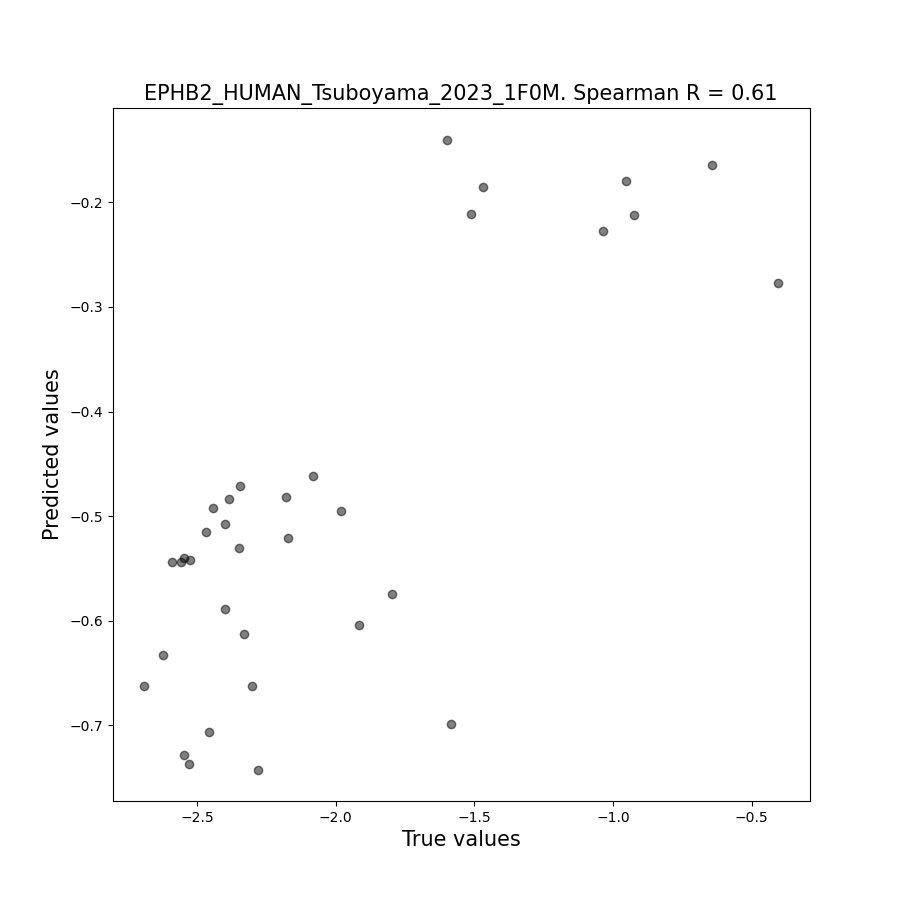 EPHB2_HUMAN_Tsuboyama_2023_1F0M. Spearman R = 0.61
−0.2
−0.3
−0.4
−0.5
−0.6
−0.7
Predicted values
−2.5 −2.0 −1.5 −1.0 −0.5
True values